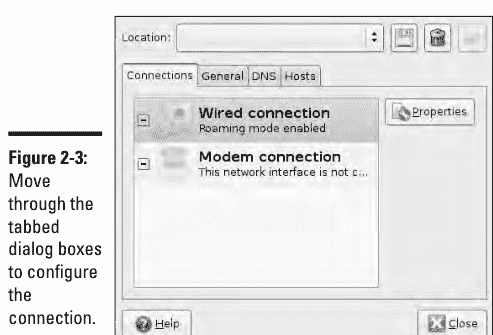 Location:
Connections General DNS Hosts
Wired connection
Roaming mode enabled
Properties
Modem connection
This network interface is not c...
Help
Close
Figure 2-3:
Move
through the
tabbed
dialog boxes
to configure
the
connection.